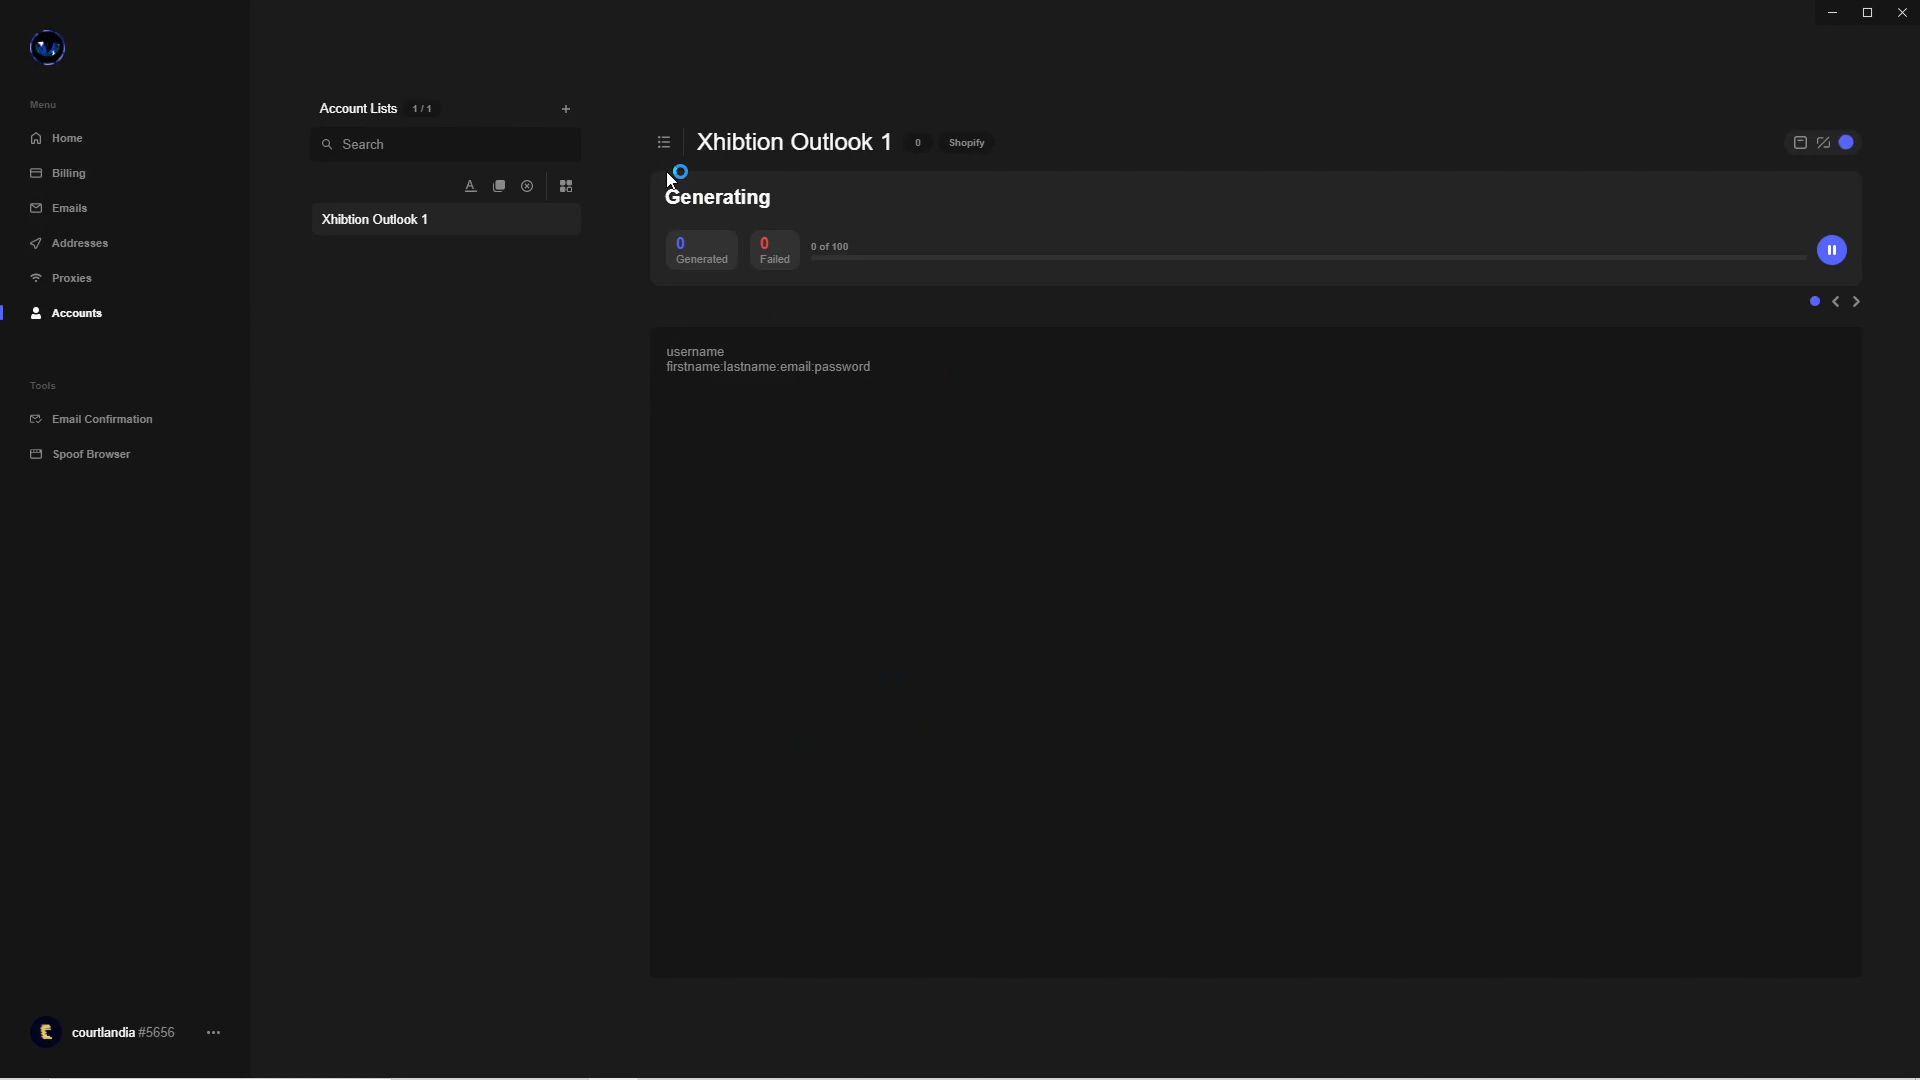 Menu
Home
Billing
Emails
Addresses
Proxies
Accounts
Tools
Email Confirmation
Spoof Browser
courtlandia #5656
Account Lists 1 / 1
Search
Xhibtion Outlook 1
Xhibtion Outlook 1 0 Shopify
Generating
0
Generated
0
Failed
0 of 100
username
firstname:lastname:email:password